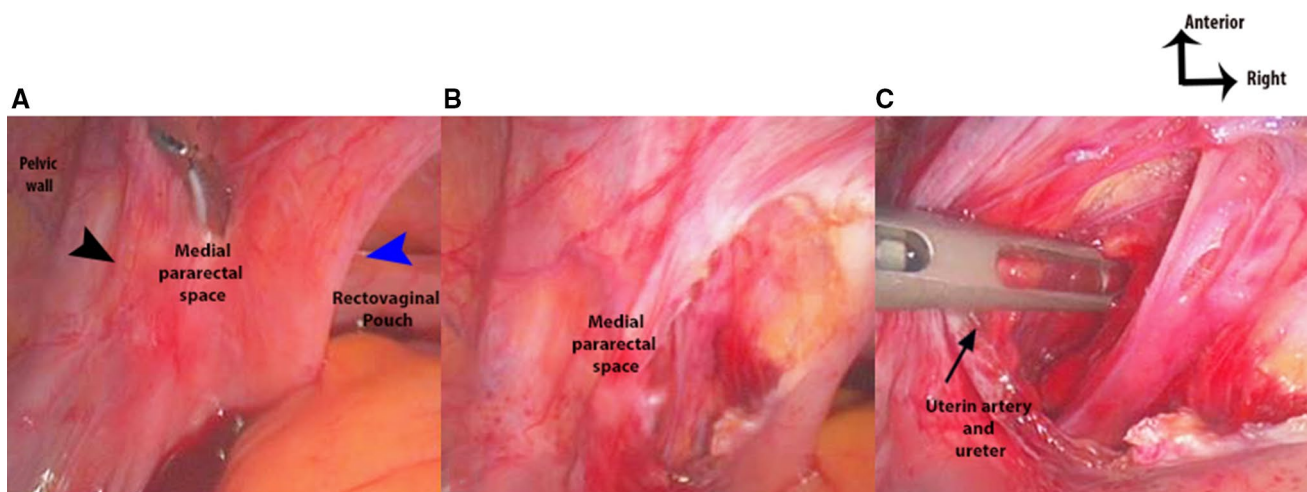 Anterior
Right
A
B
C
Pelvic
wall
Medial
pararectal
space
Rectovaginal
Pouch
Medial
pararectal
space
Uterin artery
and
ureter